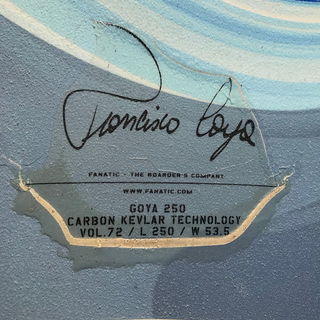 Francisco Goya
FANATIC - THE BOARDER'S COMPANY
WWW.FANATIC.COM
GOYA 250
CARBON KEVLAR TECHNOLOGY
VOL.72 / L 250 / W 53.5